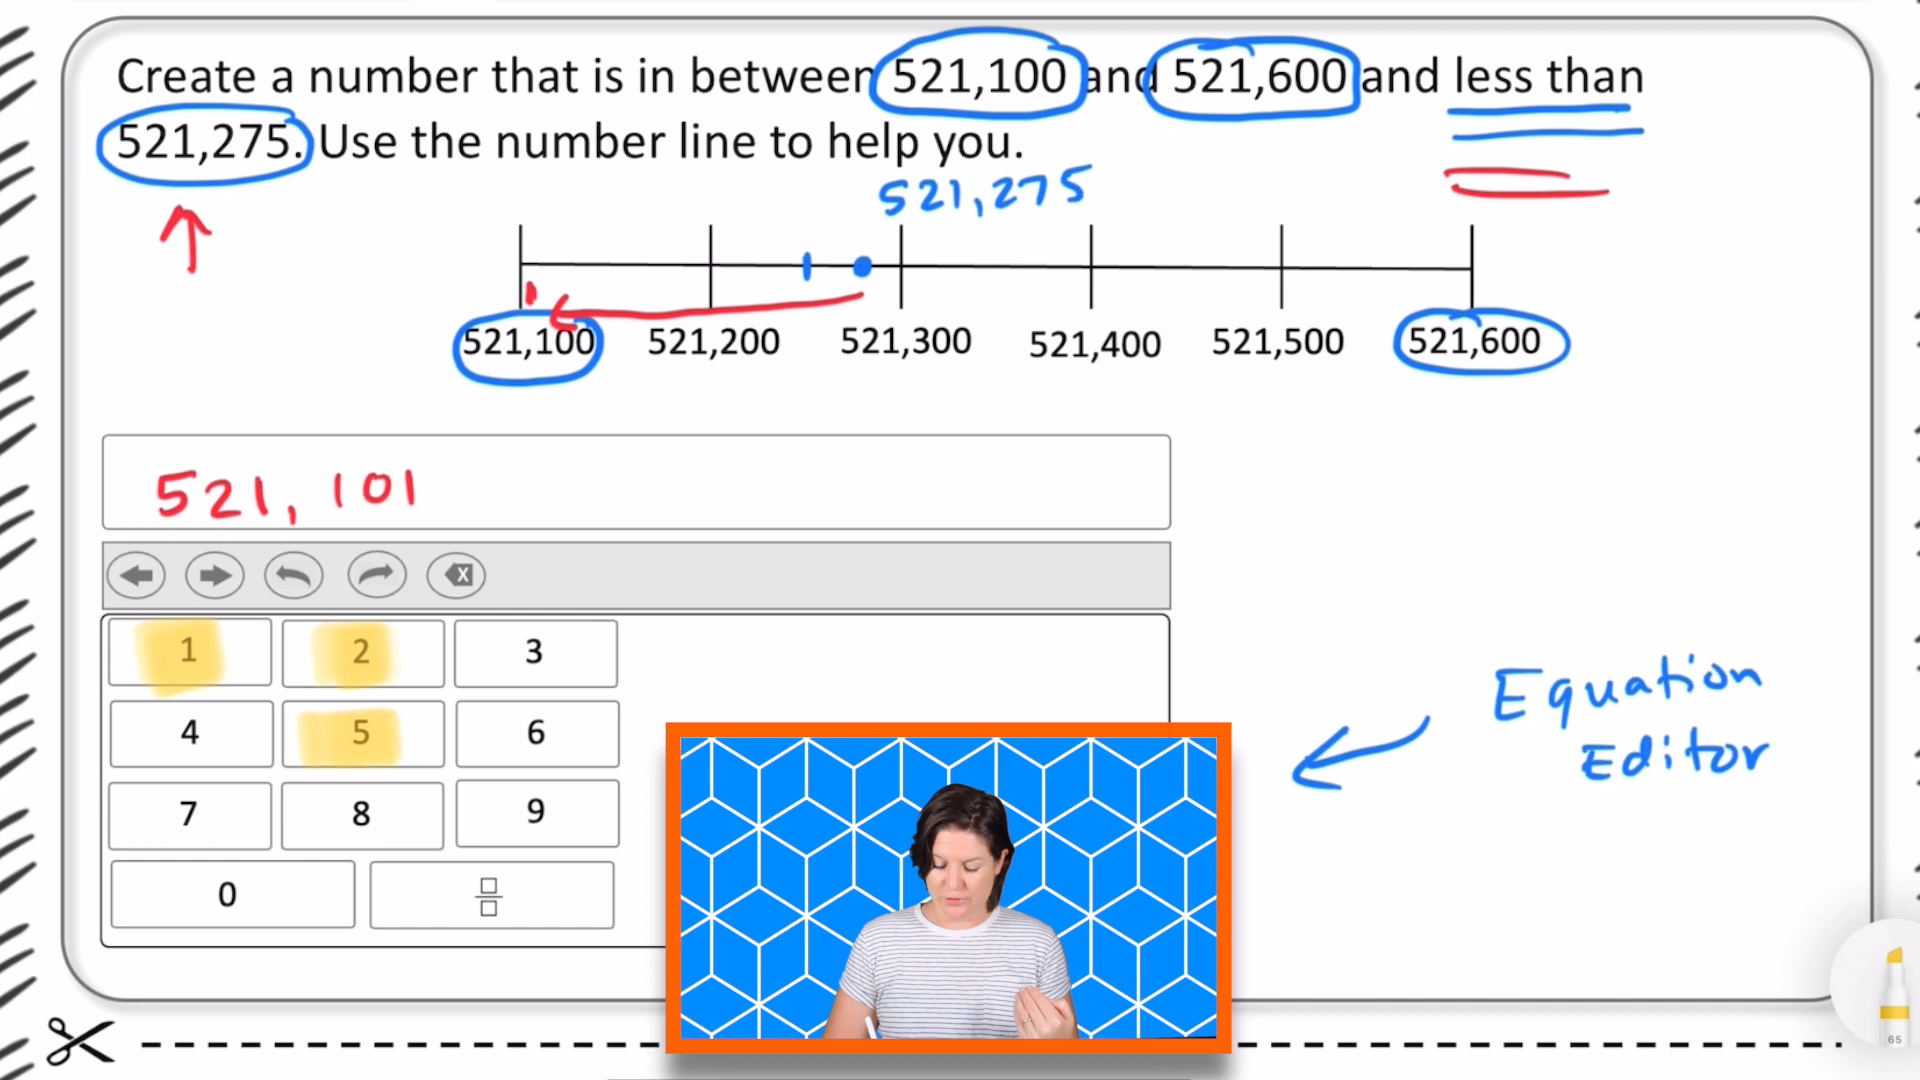 Create a number that is in between 521,100 and 521,600 and less than
521,275. Use the number line to help you.
521,275
521,100 521,200 521,300 521,400 521,500 521,600
521,101
X
1 2 3
4 5 6
7 8 9
0
Equation
Editor
65